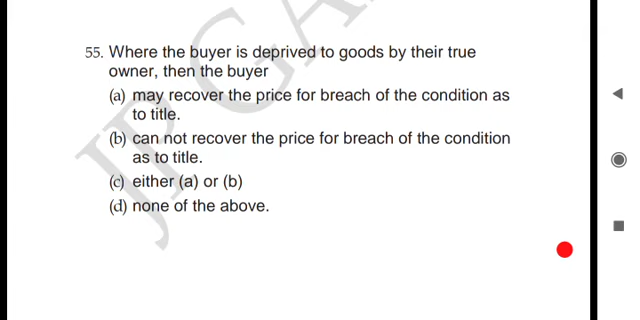 JP GA
55. Where the buyer is deprived to goods by their true
owner, then the buyer
(a) may recover the price for breach of the condition as
to title.
(b) can not recover the price for breach of the condition
as to title.
(c) either (a) or (b)
(d) none of the above.